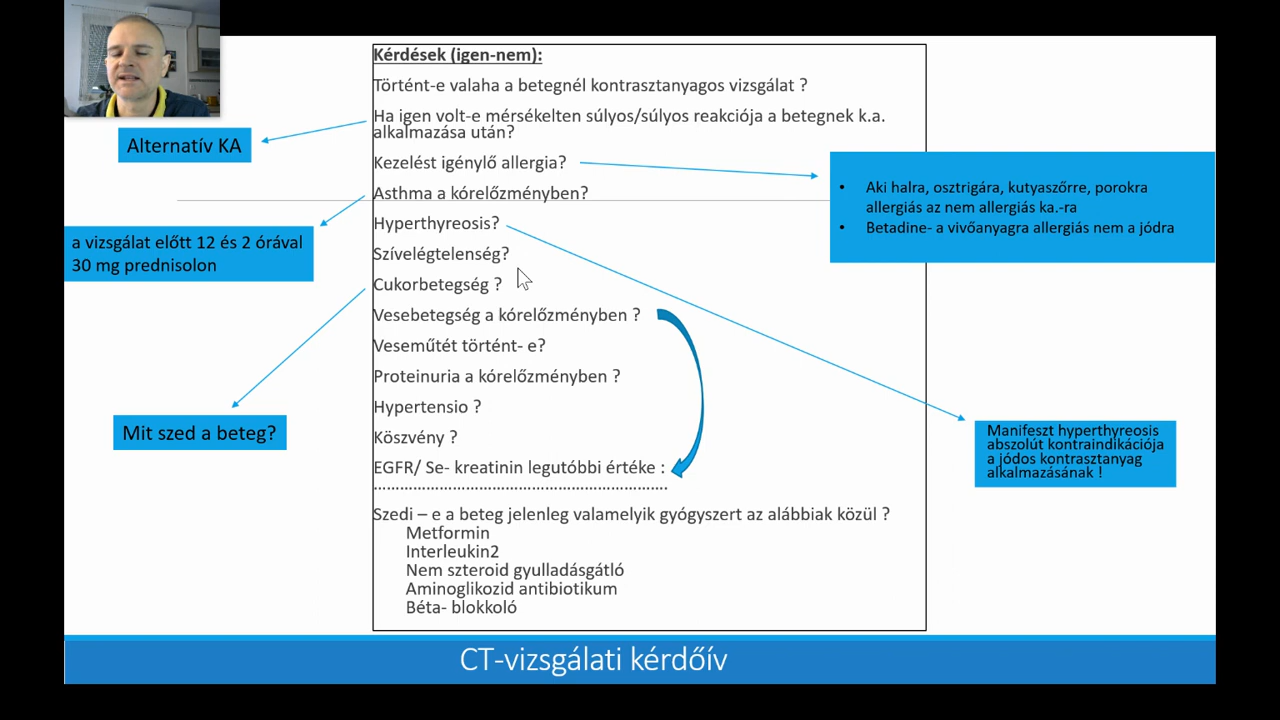 Kérdések (igen-nem):
Történt-e valaha a betegnél kontrasztanyagos vizsgálat ?
Ha igen volt-e mérsékelten súlyos/súlyos reakciója a betegnek k.a.
alkalmazása után?
Kezelést igénylő allergia?
Asthma a kórelőzményben?
Hyperthyreosis?
Szívelégtelenség?
Cukorbetegség ?
Vesebetegség a kórelőzményben ?
Veseműtét történt- e?
Proteinuria a kórelőzményben ?
Hypertensio ?
Köszvény ?
EGFR/ Se- kreatinin legutóbbi értéke :
..............................................................
Szedi – e a beteg jelenleg valamelyik gyógyszert az alábbiak közül ?
Metformin
Interleukin2
Nem szteroid gyulladásgátló
Aminoglikozid antibiotikum
Béta- blokkoló
Alternatív KA
a vizsgálat előtt 12 és 2 órával
30 mg prednisolon
Mit szed a beteg?
• Aki halra, osztrigára, kutyaszőrre, porokra
allergiás az nem allergiás ka.-ra
• Betadine- a vivőanyagra allergiás nem a jódra
Manifeszt hyperthyreosis
abszolút kontraindikációja
a jódos kontrasztanyag
alkalmazásának !
CT-vizsgálati kérdőív